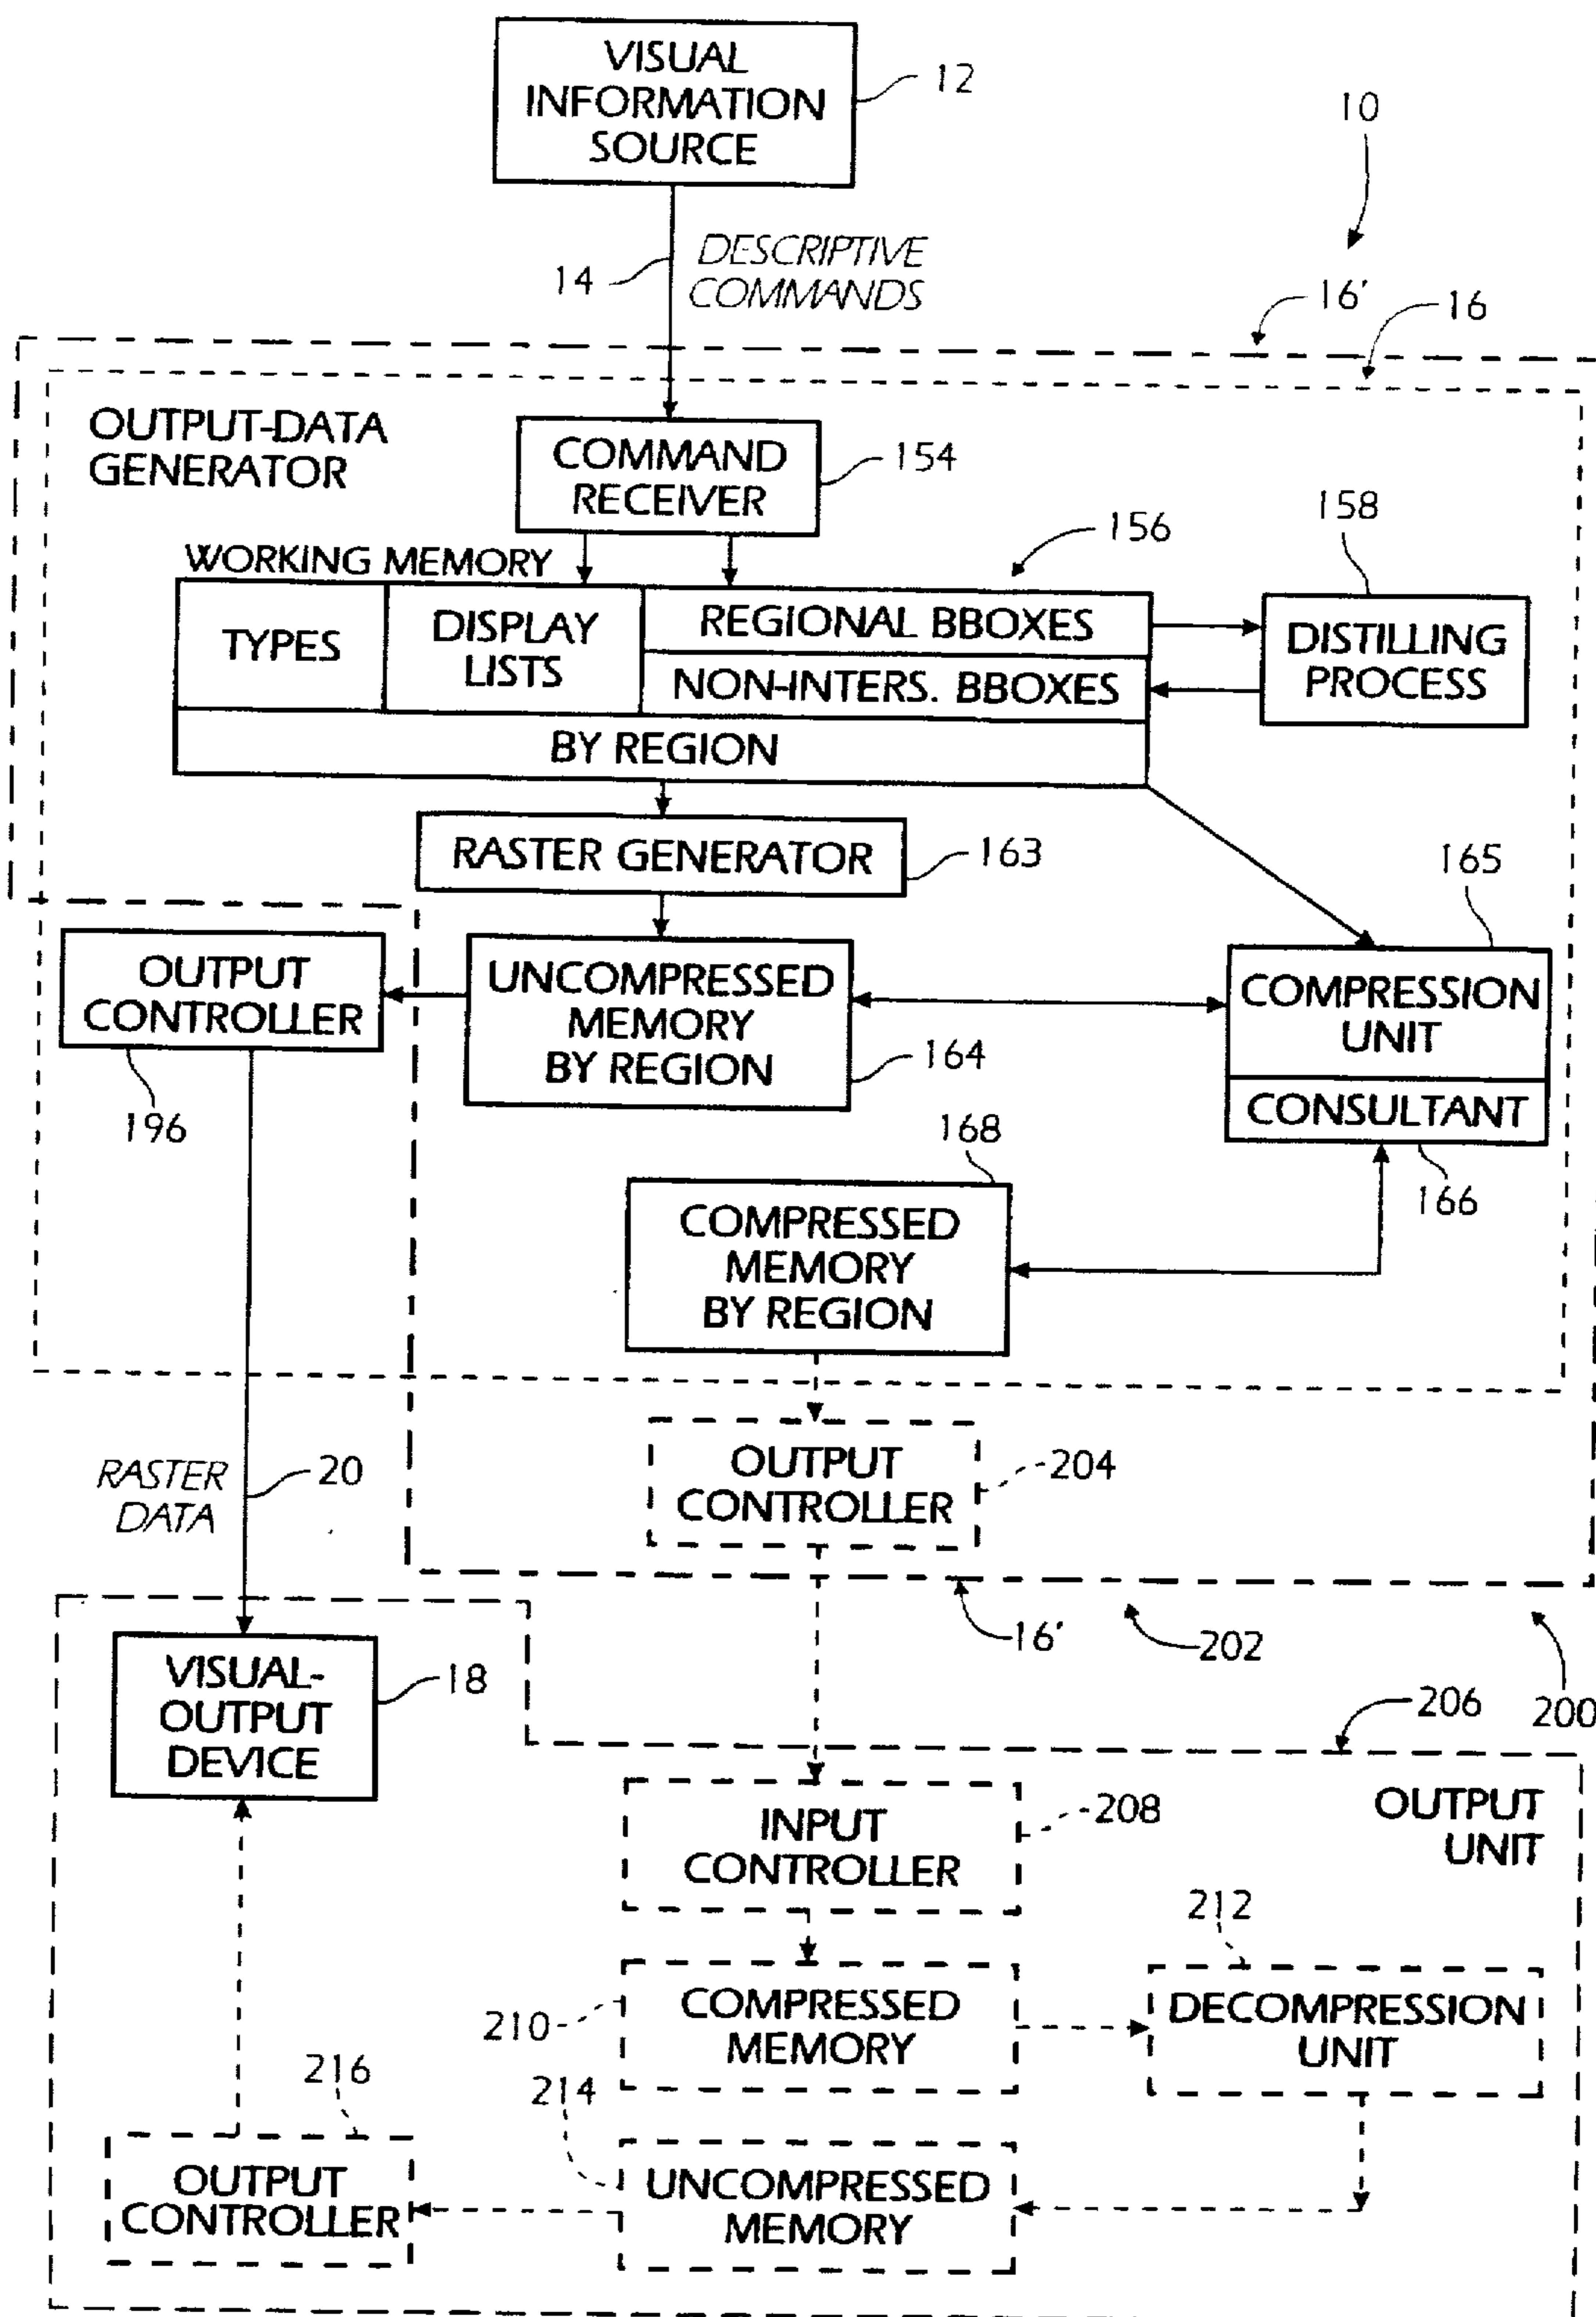 VISUAL
INFORMATION
SOURCE
12
10
14
DESCRIPTIVE
COMMANDS
16'
16
OUTPUT-DATA
GENERATOR
COMMAND
RECEIVER
154
WORKING MEMORY
156
158
TYPES
DISPLAY
LISTS
REGIONAL BBOXES
NON-INTERS. BBOXES
DISTILLING
PROCESS
BY REGION
RASTER GENERATOR
163
165
OUTPUT
CONTROLLER
196
UNCOMPRESSED
MEMORY
BY REGION
164
COMPRESSION
UNIT
CONSULTANT
166
168
COMPRESSED
MEMORY
BY REGION
RASTER
DATA
20
OUTPUT
CONTROLLER
204
16'
202
200
206
VISUAL-
OUTPUT
DEVICE
18
OUTPUT
UNIT
INPUT
CONTROLLER
208
212
210
COMPRESSED
MEMORY
DECOMPRESSION
UNIT
216
214
OUTPUT
CONTROLLER
UNCOMPRESSED
MEMORY